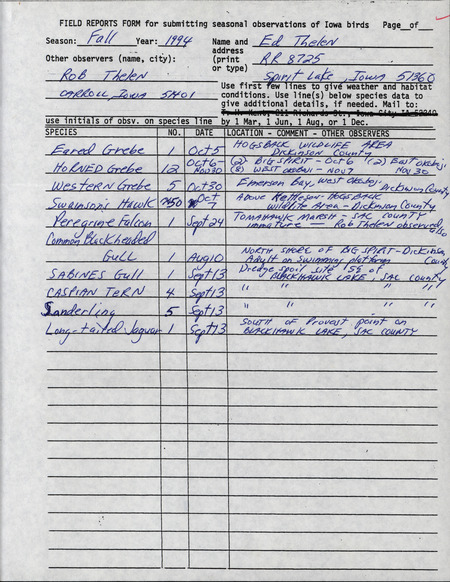 FIELD REPORTS FORM for submitting seasonal observations of Iowa birds Page of
Season: Fall Year: 1994 Name and Ed Thelen
address
Other observers (name, city): (print RR 8725
or type)
Rob Thelen Spirit Lake, Iowa 51360
CARROLL, Iowa 51401 Use first few lines to give weather and habitat
conditions. Use line(s) below species data to
give additional details, if needed. Mail to:
use initials of obsv. on species line by 1 Mar, 1 Jun, 1 Aug, or 1 Dec.
SPECIES NO. DATE LOCATION - COMMENT - OTHER OBSERVERS
Eared Grebe 1 Oct 5 HOGSBACK WILDLIFE AREA
Dickinson County
HORNED Grebe 12 Oct 6- NOV 30 (2) BIG SPIRIT - Oct 6 (2) East Okoboji
(8) WEST OKOBOJI - NOV 7 NOV 30
Western Grebe 5 Oct 30 Emerson Bay, West Okoboji, Dickinson County
Swainson's Hawk 750 Oct 7 Above Kettleson-HOGSBACK
Wildlife Area - Dickinson County
Peregrine Falcon 1 Sept 24 TOMAHAWK MARSH - SAC COUNTY
immature - Rob Thelen observed also
Common Black headed
GULL 1 Aug 10 NORTH SHORE OF BIG SPIRIT - Dickinson County
Adult on Swimming platform
SABINES Gull 1 Sept 13 Dredge spoil site 15g of
BLACKHAWK LAKE, SAC COUNTY
CASPIAN TERN 4 Sept 13 " " " "
Sanderling 5 Sept 13 " " " "
Long-tailed Jaeguar 1 Sept 13 SOUTH OF Provost point on
BLACKHAWK LAKE, SAC COUNTY